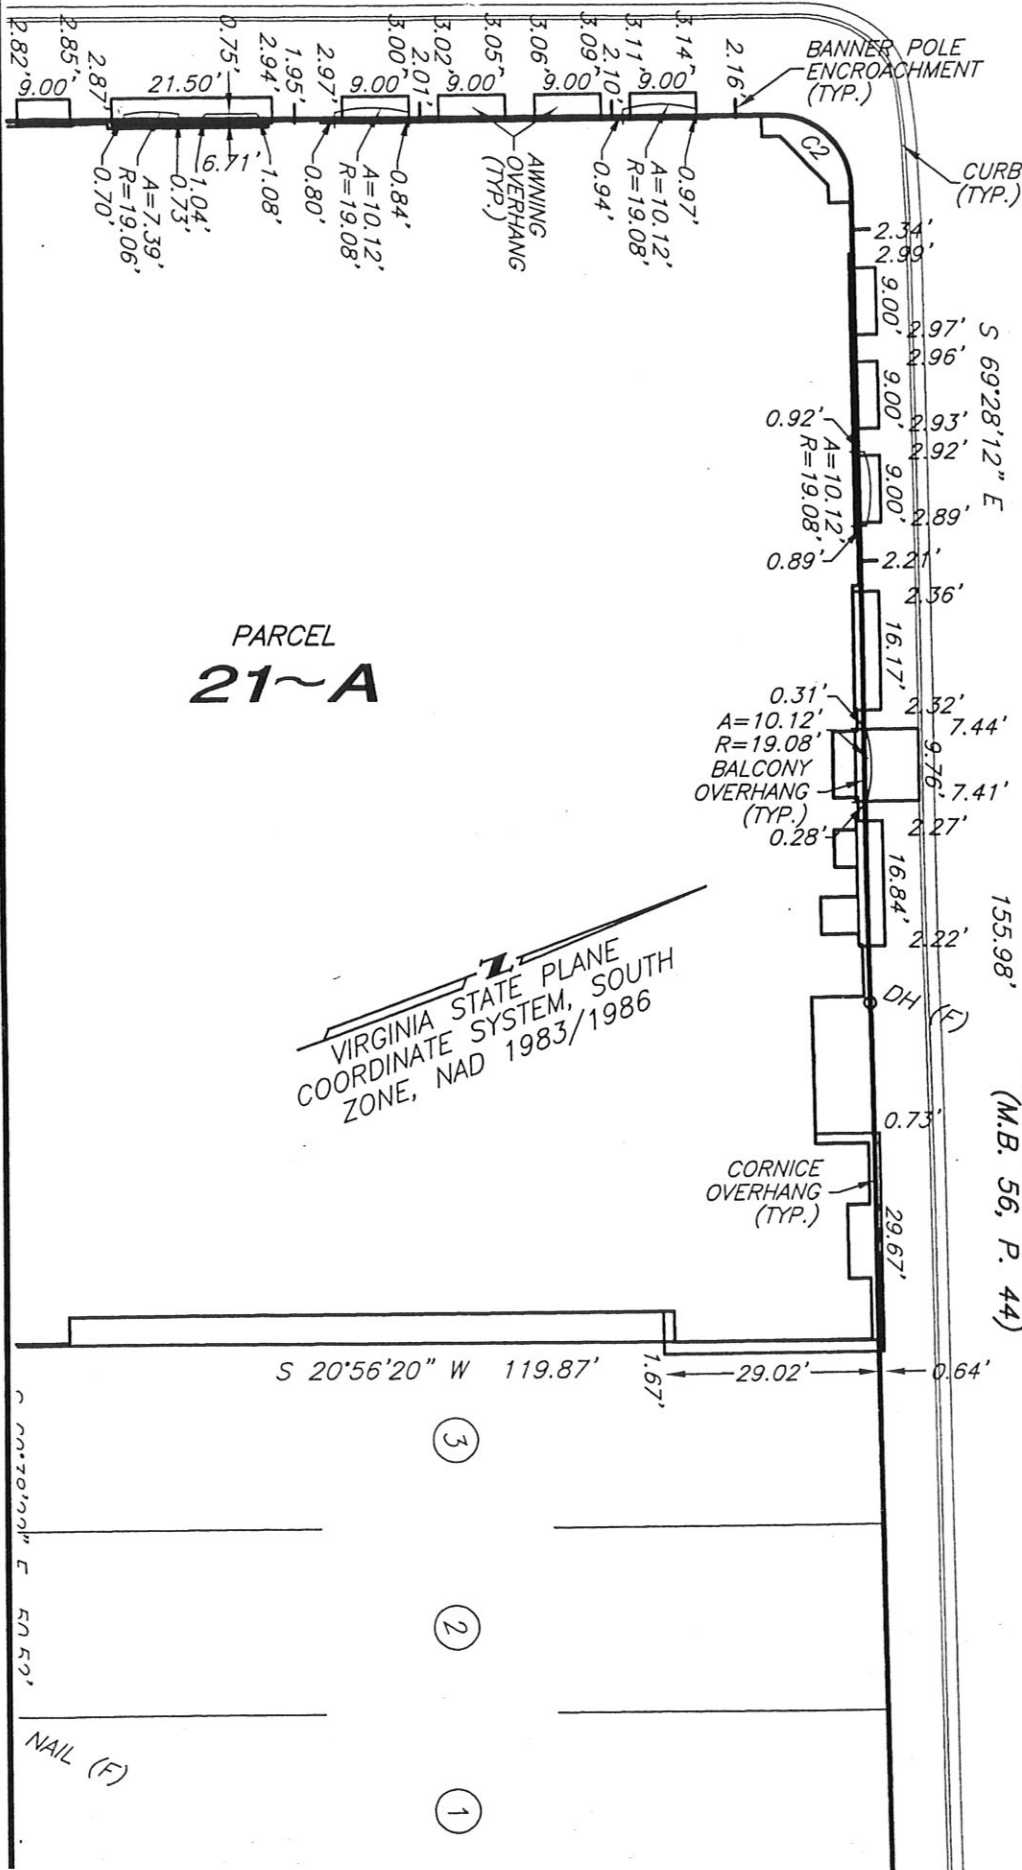 2.82'
9.00'
2.85'
2.87'
21.50'
0.75'
2.94'
1.95'
2.97'
9.00'
3.00'
2.01'
3.02'
9.00'
3.05'
3.06'
9.00'
3.09'
2.10'
3.11'
9.00'
3.14'
2.16'
BANNER POLE
ENCROACHMENT
(TYP.)
CURB
(TYP.)
C2
0.70'
R=19.06'
A=7.39'
0.73'
1.04'
6.71'
1.08'
0.80'
R=19.08'
A=10.12'
0.84'
AWNING
OVERHANG
(TYP.)
0.94'
R=19.08'
A=10.12'
0.97'
2.34'
2.99'
9.00'
2.97'
2.96'
9.00'
2.93'
2.92'
9.00'
2.89'
0.92'
A=10.12'
R=19.08'
0.89'
2.21'
2.36'
16.17'
2.32'
S 69°28'12" E
PARCEL
21~A
0.31'
A=10.12'
R=19.08'
BALCONY
OVERHANG
(TYP.)
0.28'
7.44'
9.76'
7.41'
2.27'
16.84'
2.22'
155.98'
DH (F)
(M.B. 56, P. 44)
Z
VIRGINIA STATE PLANE
COORDINATE SYSTEM, SOUTH
ZONE, NAD 1983/1986
0.73'
CORNICE
OVERHANG
(TYP.)
29.67'
S 20°56'20" W 119.87'
1.67'
29.02'
0.64'
3
2
1
NAIL (F)